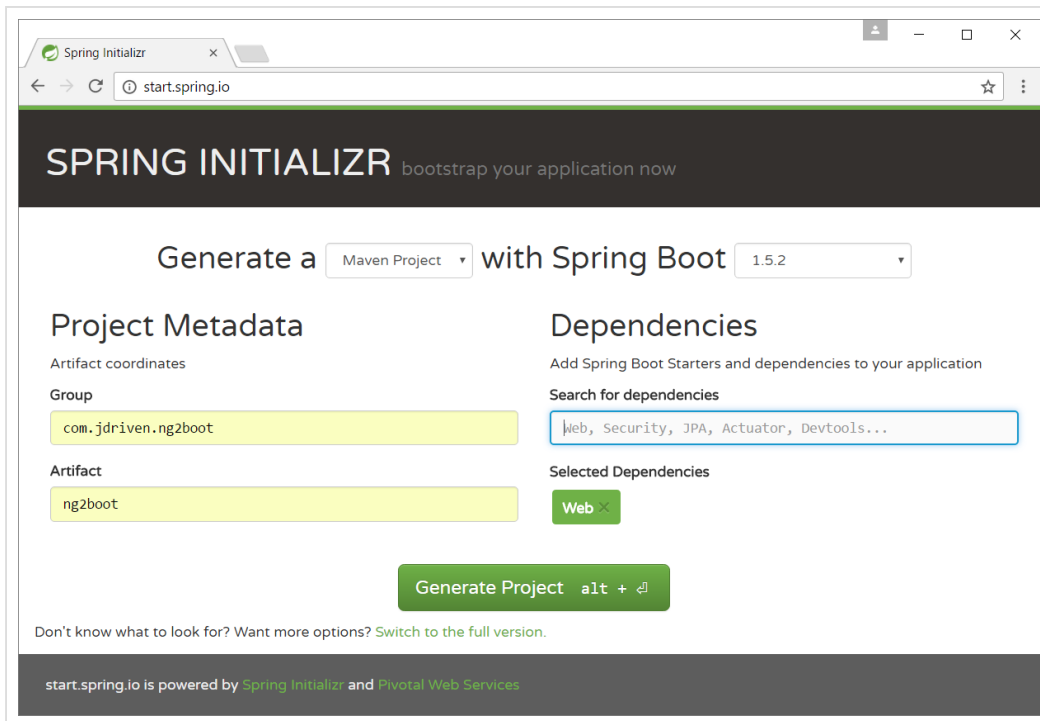 Spring Initializr
start.spring.io
SPRING INITIALIZR bootstrap your application now
Generate a Maven Project with Spring Boot 1.5.2
Project Metadata
Artifact coordinates
Group
com.jdriven.ng2boot
Artifact
ng2boot
Dependencies
Add Spring Boot Starters and dependencies to your application
Search for dependencies
Web, Security, JPA, Actuator, Devtools...
Selected Dependencies
Web ×
Generate Project alt + ⏎
Don't know what to look for? Want more options? Switch to the full version.
start.spring.io is powered by Spring Initializr and Pivotal Web Services